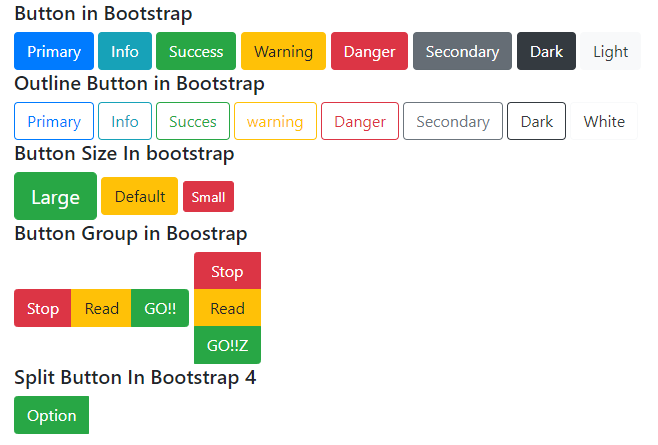 Button in Bootstrap
Primary Info Success Warning Danger Secondary Dark Light
Outline Button in Bootstrap
Primary Info Succes warning Danger Secondary Dark White
Button Size In bootstrap
Large Default Small
Button Group in Boostrap
Stop
Stop Read GO!! Read
GO!!Z
Split Button In Bootstrap 4
Option